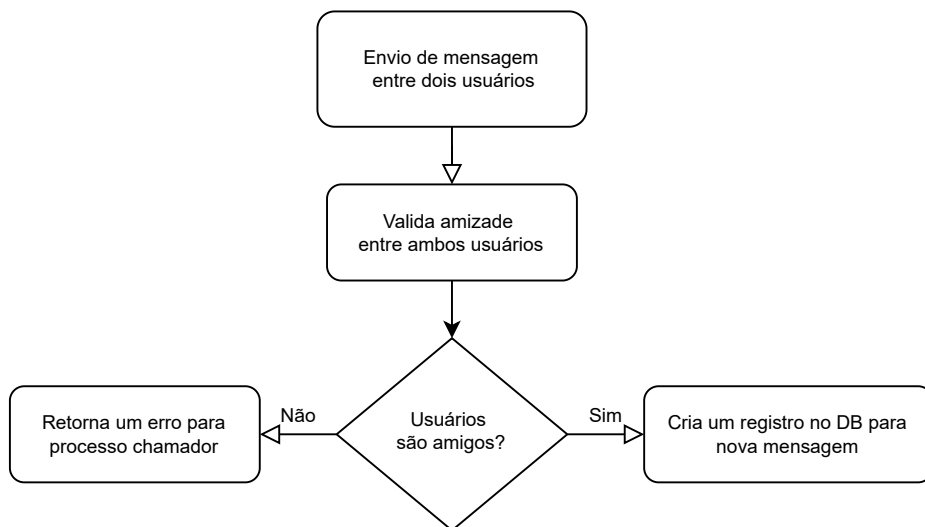 Envio de mensagem
entre dois usuários
Valida amizade
entre ambos usuários
Retorna um erro para
processo chamador
Não
Usuários
são amigos?
Sim
Cria um registro no DB para
nova mensagem